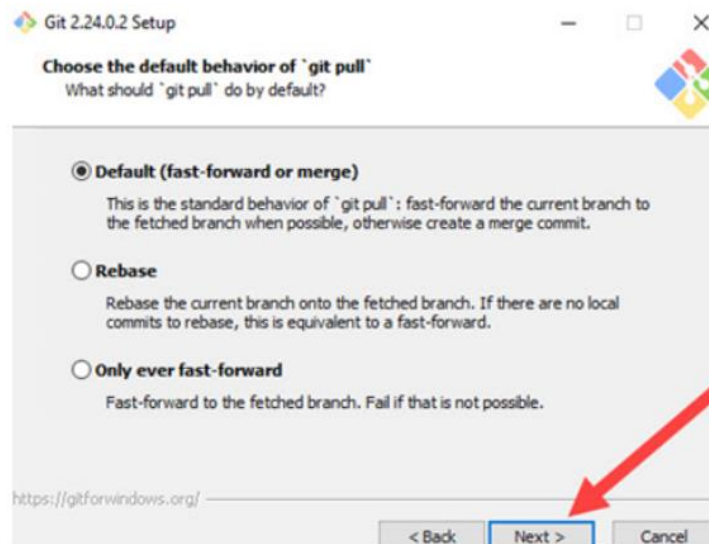 Git 2.24.0.2 Setup
Choose the default behavior of `git pull`
What should `git pull` do by default?
Default (fast-forward or merge)
This is the standard behavior of `git pull`: fast-forward the current branch to
the fetched branch when possible, otherwise create a merge commit.
Rebase
Rebase the current branch onto the fetched branch. If there are no local
commits to rebase, this is equivalent to a fast-forward.
Only ever fast-forward
Fast-forward to the fetched branch. Fail if that is not possible.
https://gitforwindows.org/
< Back Next > Cancel